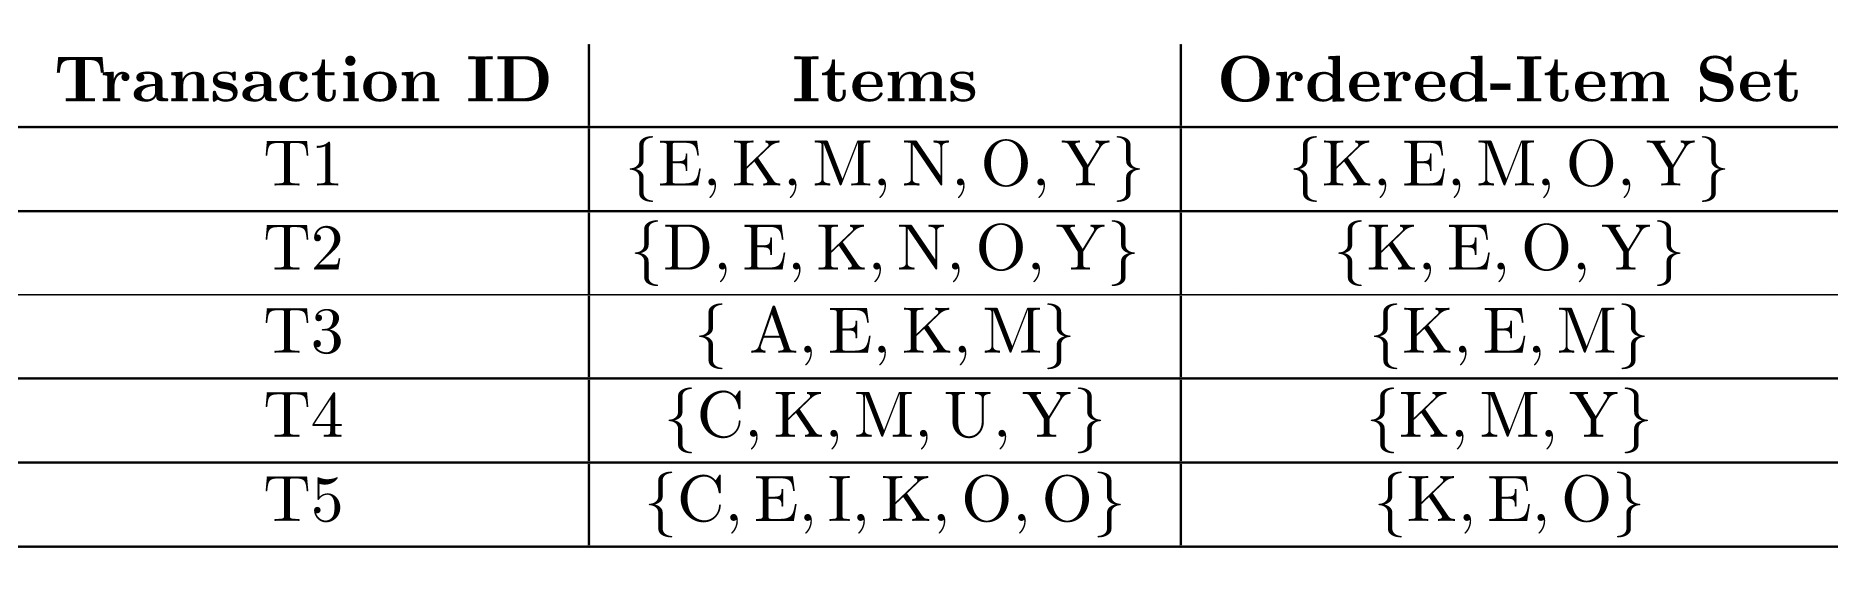 Transaction ID Items Ordered-Item Set
T1 {E, K, M, N, O, Y} {K, E, M, O, Y}
T2 {D, E, K, N, O, Y} {K, E, O, Y}
T3 { A, E, K, M} {K, E, M}
T4 {C, K, M, U, Y} {K, M, Y}
T5 {C, E, I, K, O, O} {K, E, O}